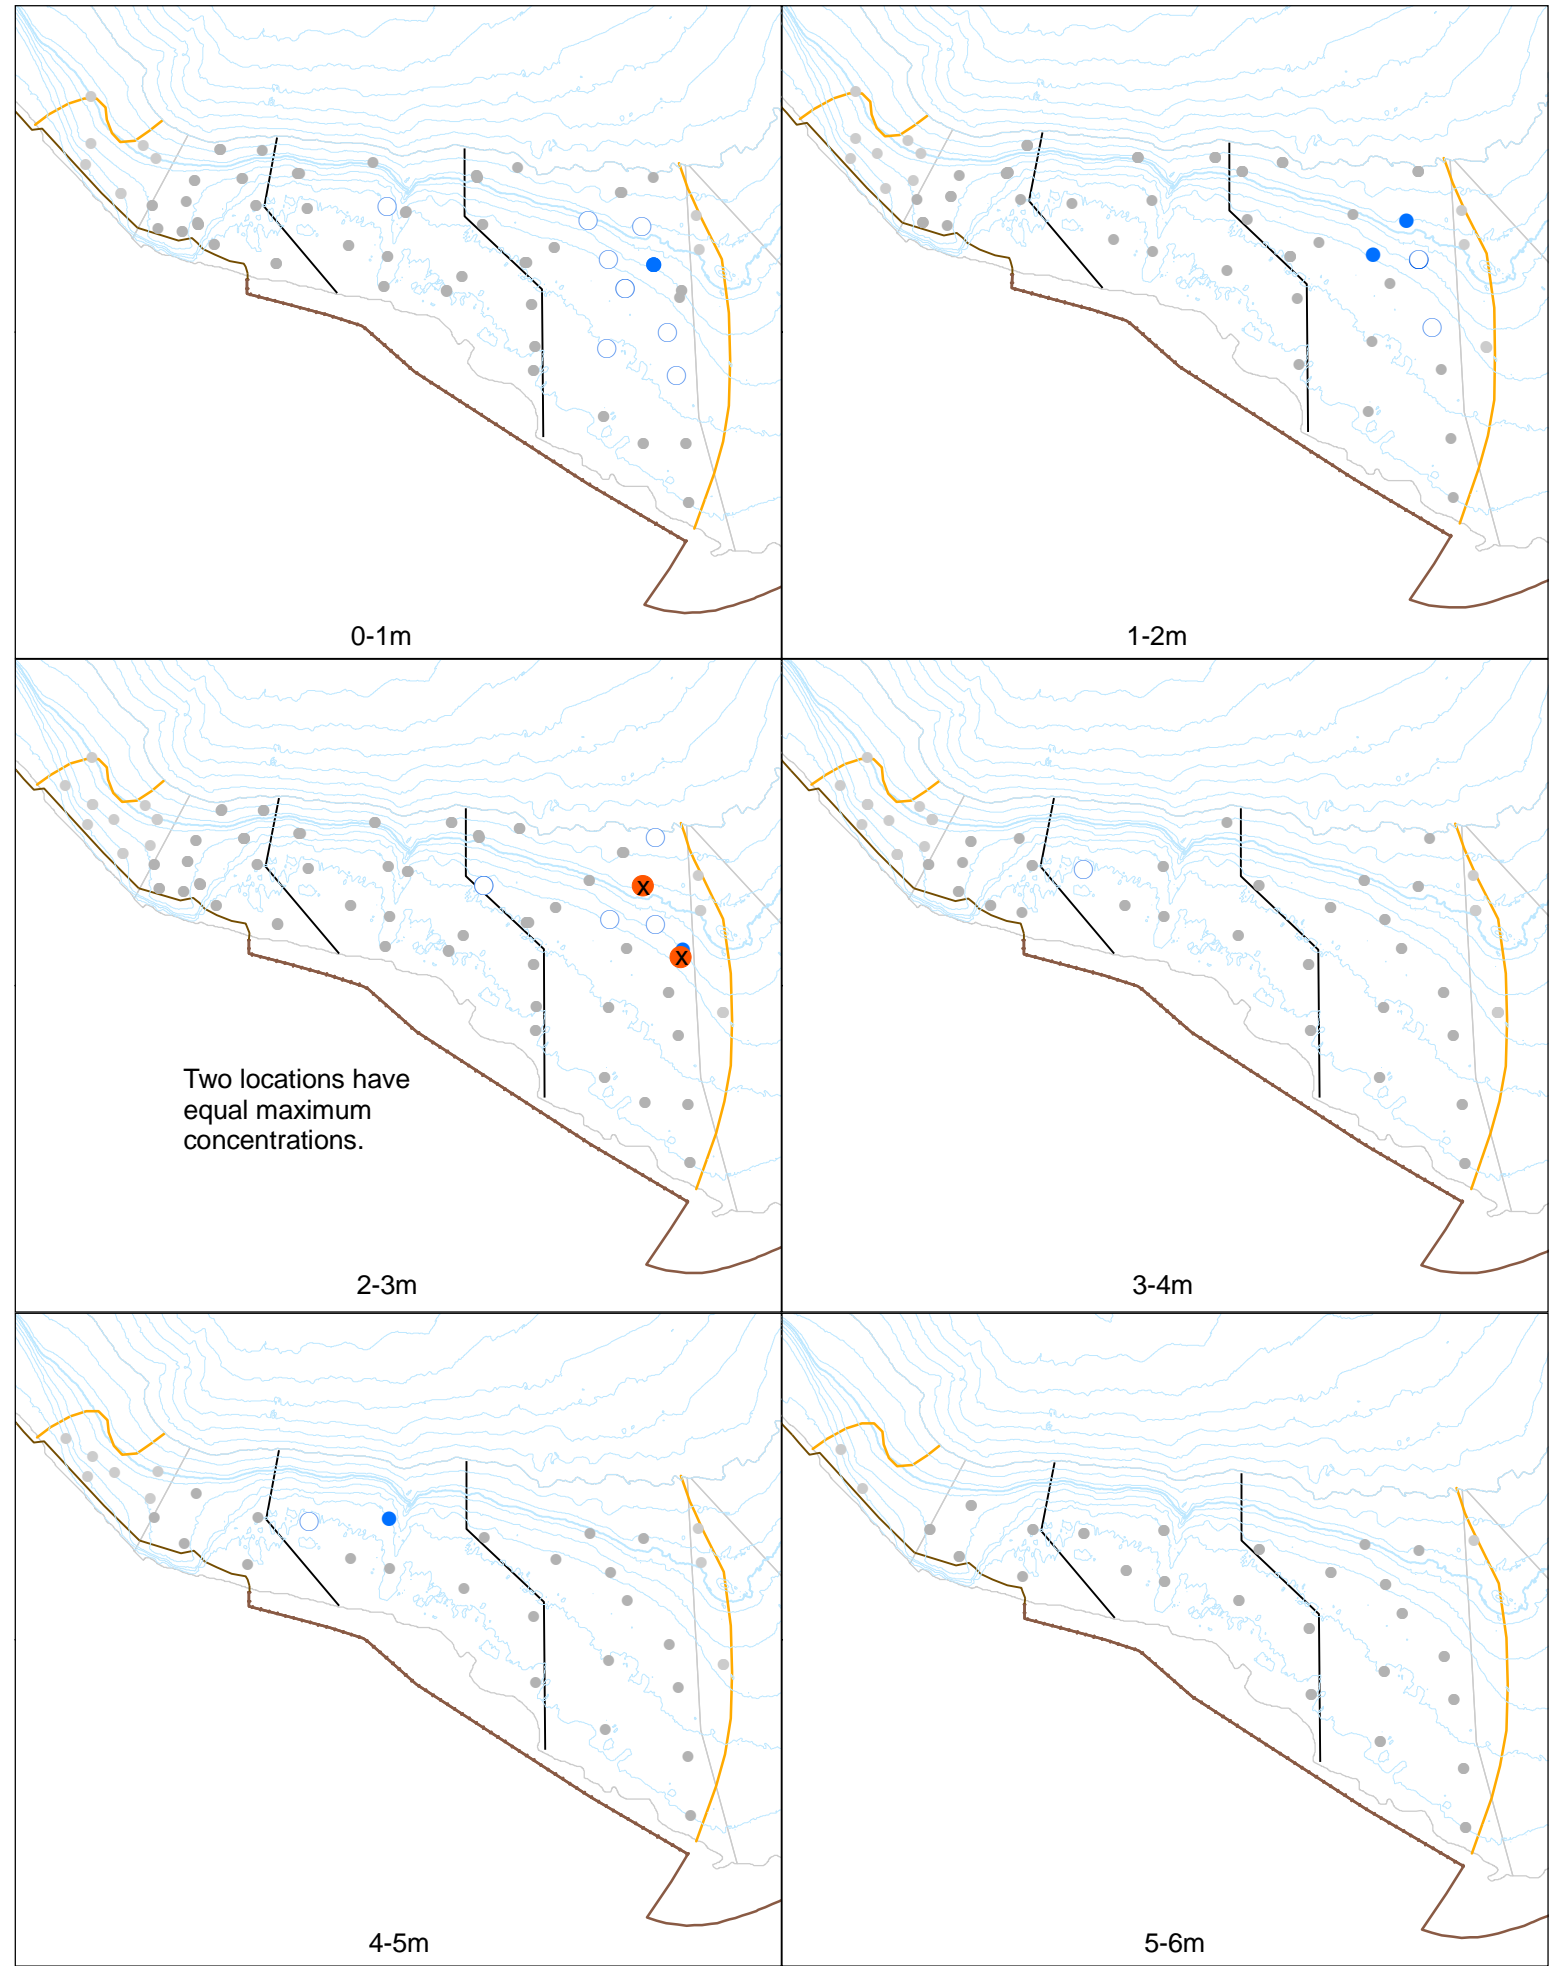 0-1m
1-2m
x
x
Two locations have
equal maximum
concentrations.
2-3m
3-4m
4-5m
5-6m